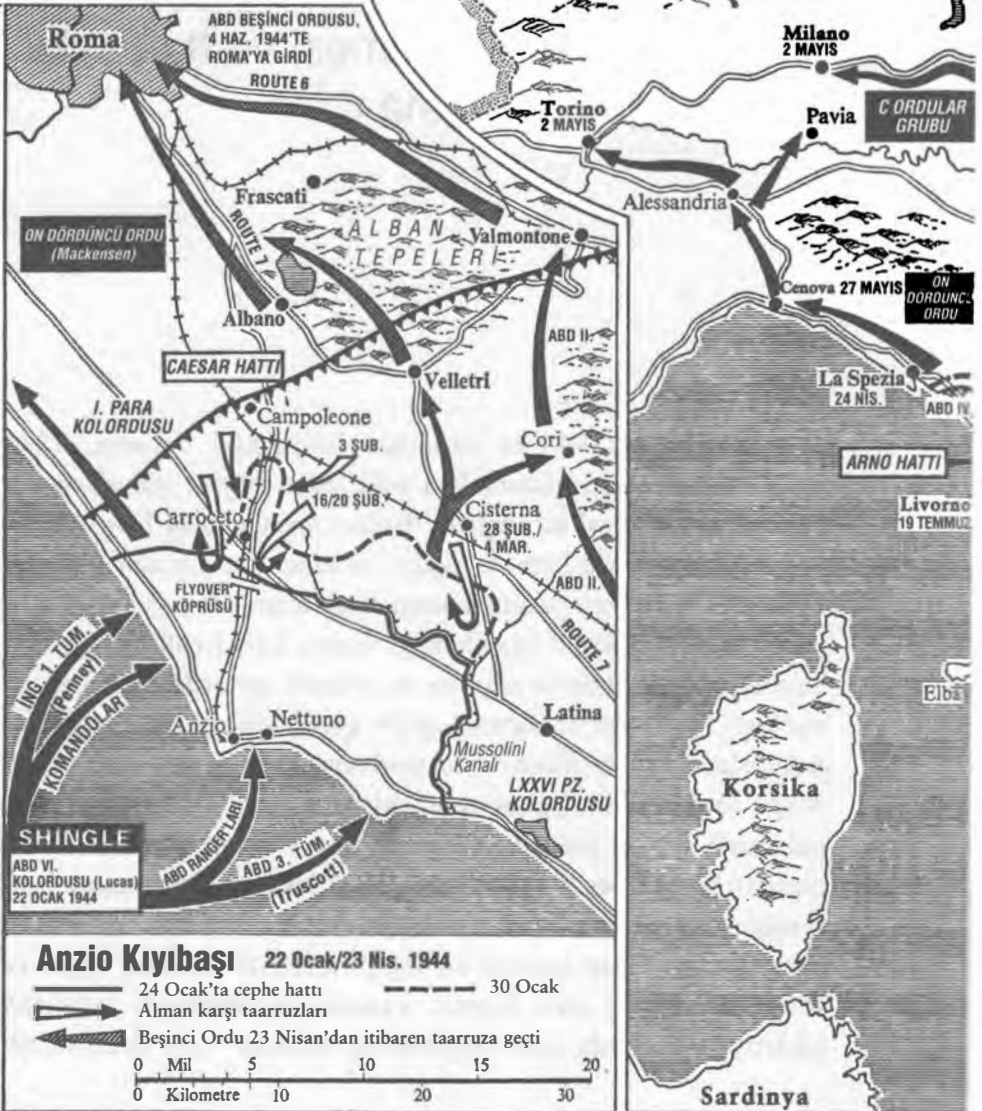 Roma
ABD BEŞİNCİ ORDUSU,
4 HAZ. 1944'TE
ROMA'YA GİRDİ
ROUTE 6
Frascati
ON DÖRDÜNCÜ ORDU
(Mackensen)
ROUTE 7
ALBAN
TEPELERİ
Valmontone
Albano
CAESAR HATTI
ABD II.
Velletri
I. PARA
KOLORDUSU
Campoleone
3 ŞUB.
Cori
16/20 ŞUB.
Carroceto
Cisterna
28 ŞUB./
4 MAR.
FLYOVER
KÖPRÜSÜ
ABD II.
ROUTE 7
İNG. 1. TÜM.
(Penney)
KOMANDOLAR
Anzio
Nettuno
Latina
Mussolini
Kanalı
LXXVI PZ.
KOLORDUSU
SHINGLE
ABD VI.
KOLORDUSU (Lucas)
22 OCAK 1944
ABD RANGER'LARI
ABD 3. TÜM.
(Truscott)
Anzio Kıyıbaşı 22 Ocak/23 Nis. 1944
24 Ocak'ta cephe hattı
30 Ocak
Alman karşı taarruzları
Beşinci Ordu 23 Nisan'dan itibaren taarruza geçti
0 Mil 5 10 15 20
0 Kilometre 10 20 30
Milano
2 MAYIS
Torino
2 MAYIS
C ORDULAR
GRUBU
Pavia
Alessandria
Cenova 27 MAYIS
ON
DÖRDÜNCÜ
ORDU
La Spezia
24 NİS.
ABD IV.
ARNO HATTI
Livorno
19 TEMMUZ
Elba
Korsika
Sardinya